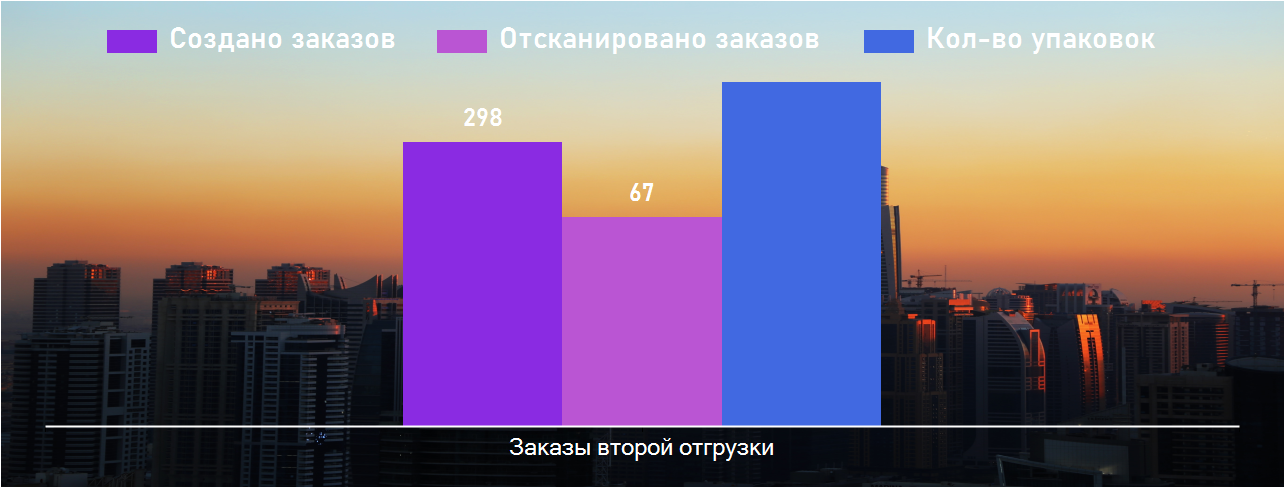 Создано заказов Отсканировано заказов Кол-во упаковок
298
67
Заказы второй отгрузки